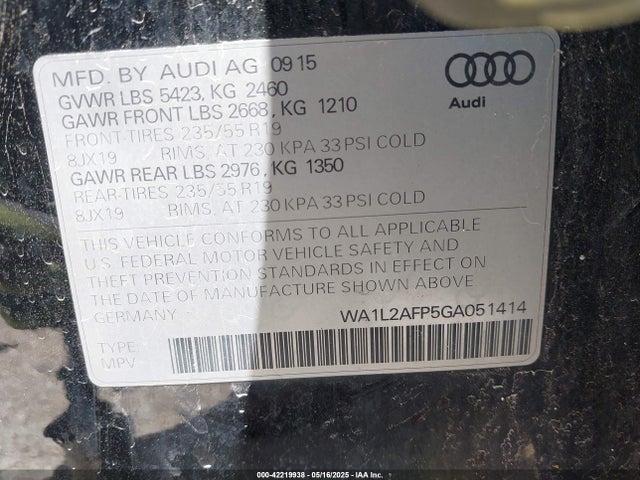 MFD. BY AUDI AG 09 15
GVWR LBS 5423, KG 2460
GAWR FRONT LBS 2668, KG 1210
FRONT-TIRES 235/55 R19
8JX19 RIMS, AT 230 KPA 33 PSI COLD
GAWR REAR LBS 2976, KG 1350
REAR-TIRES 235/55 R19
8JX19 RIMS, AT 230 KPA 33 PSI COLD
Audi
THIS VEHICLE CONFORMS TO ALL APPLICABLE
U.S. FEDERAL MOTOR VEHICLE SAFETY AND
THEFT PREVENTION STANDARDS IN EFFECT ON
THE DATE OF MANUFACTURE SHOWN ABOVE
GERMANY WA1L2AFP5GA051414
TYPE:
MPV
000-42219938 - 05/16/2025 - IAA Inc.